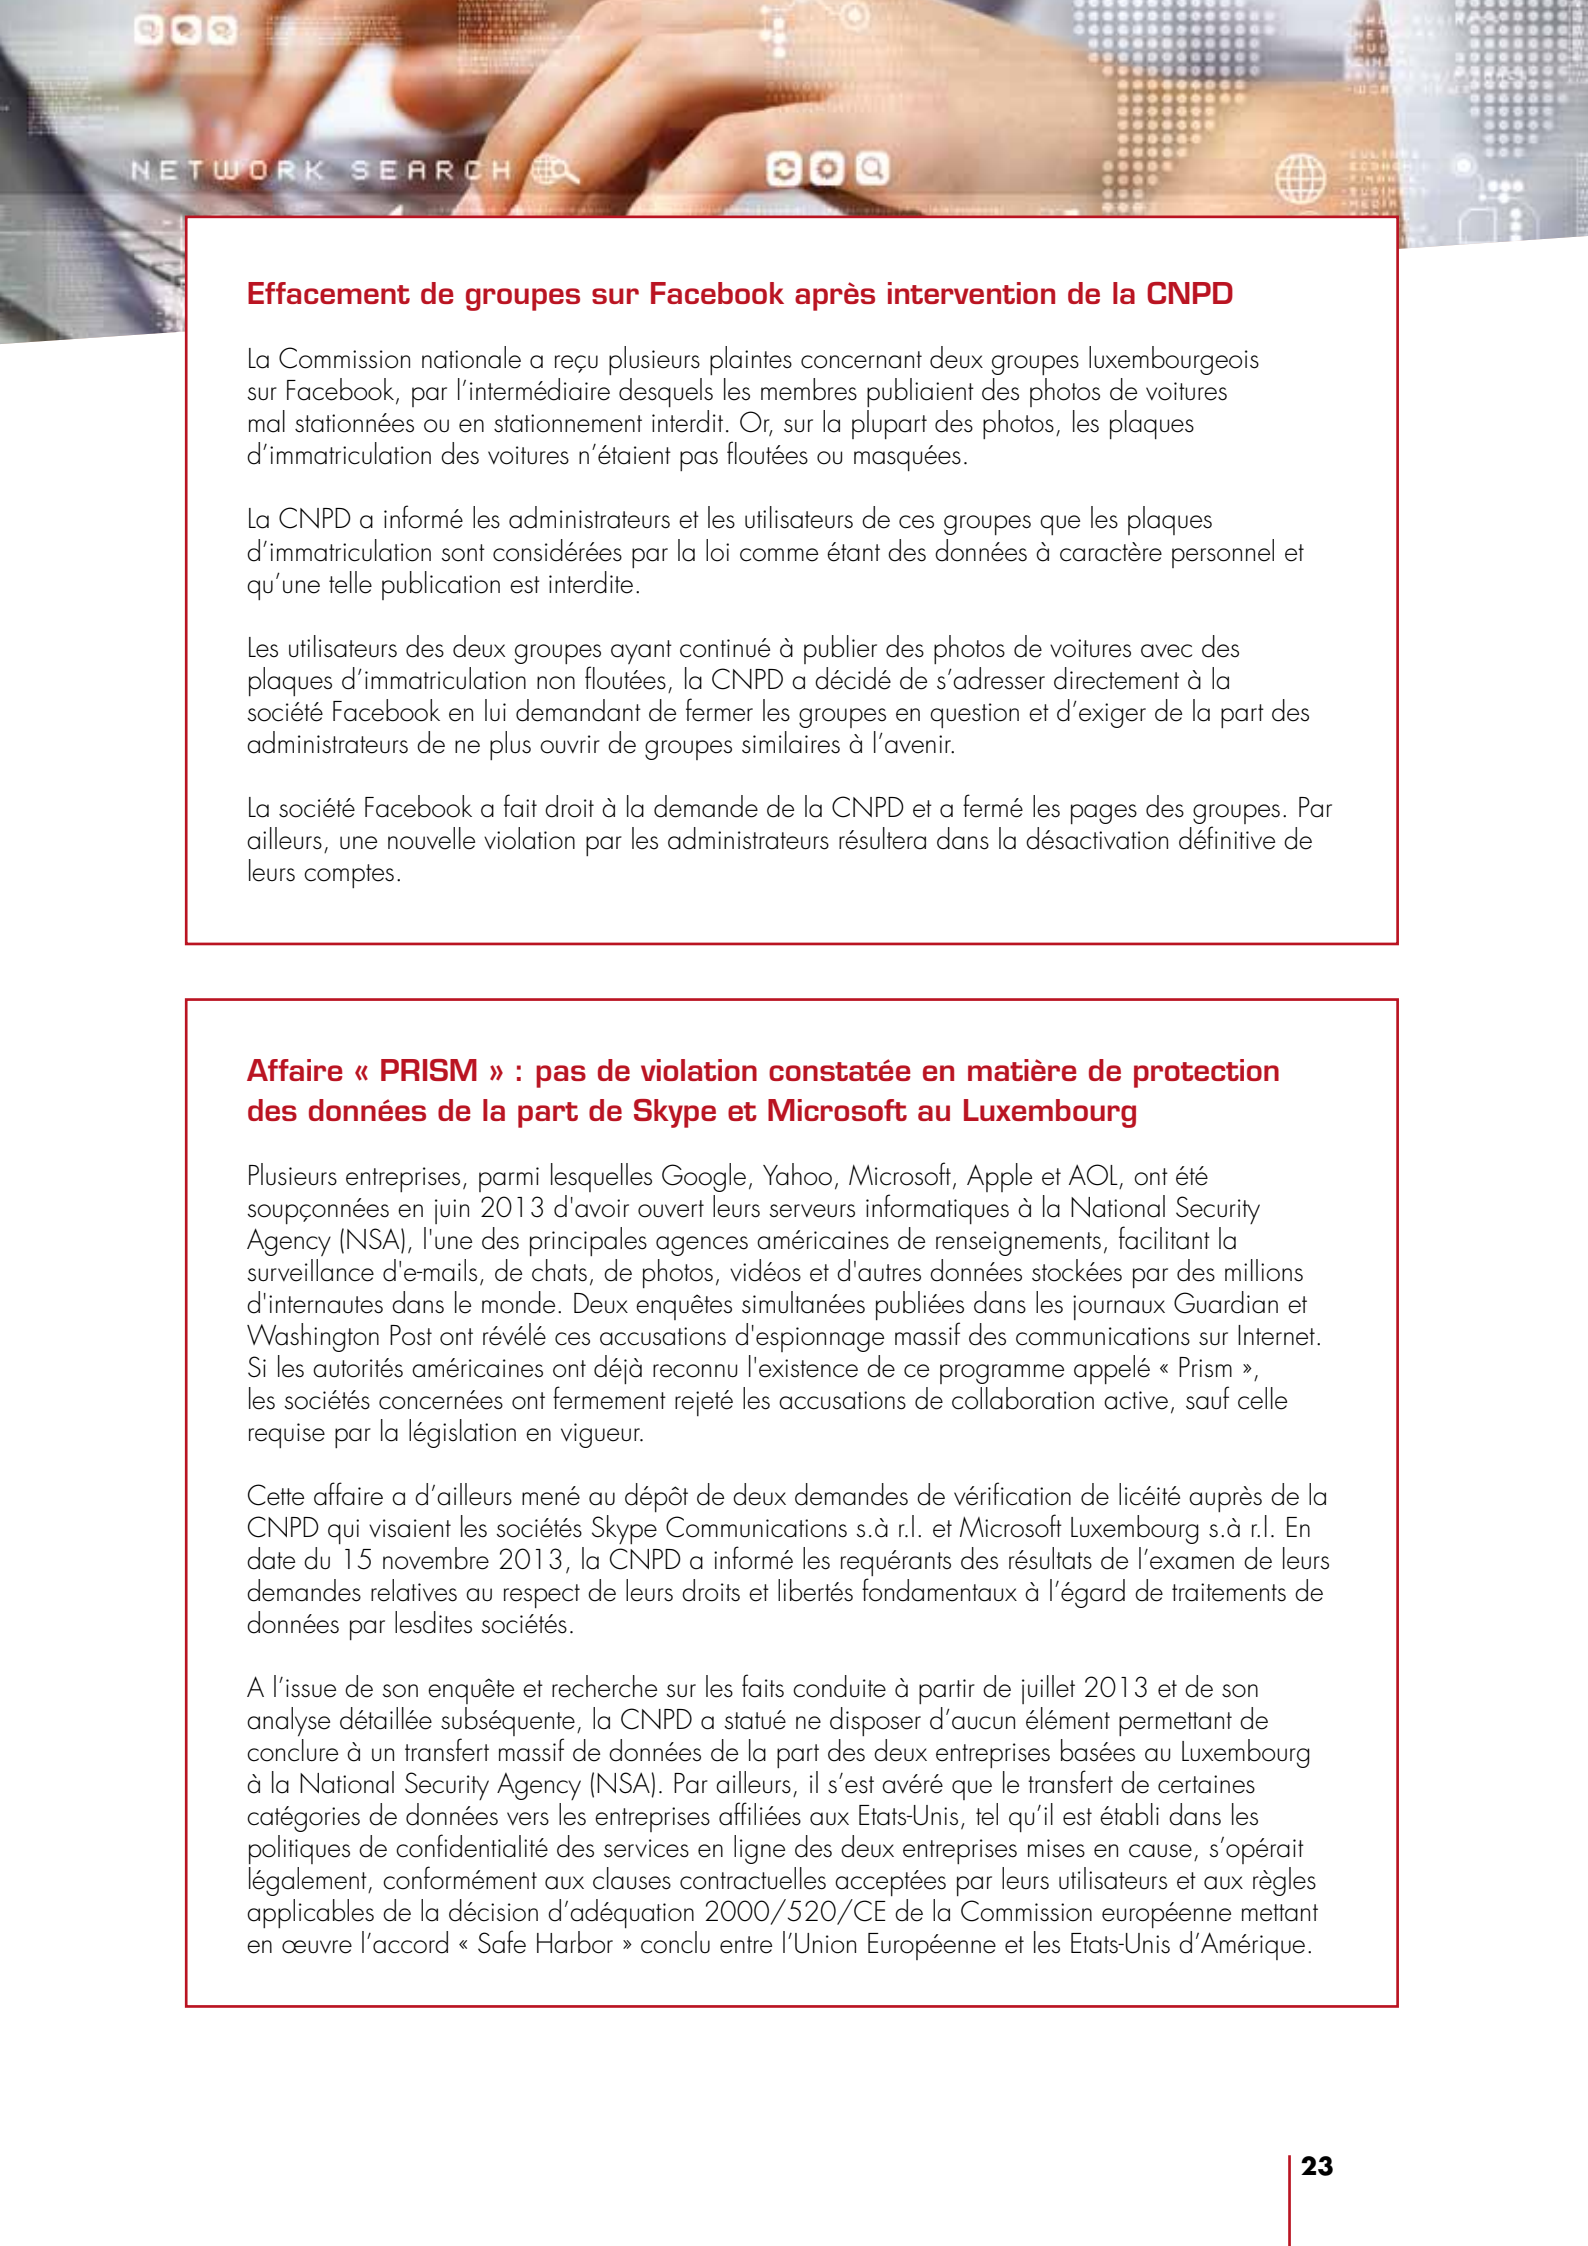 NETWORK SEARCH
Effacement de groupes sur Facebook après intervention de la CNPD
La Commission nationale a reçu plusieurs plaintes concernant deux groupes luxembourgeois
sur Facebook, par l’intermédiaire desquels les membres publiaient des photos de voitures
mal stationnées ou en stationnement interdit. Or, sur la plupart des photos, les plaques
d’immatriculation des voitures n’étaient pas floutées ou masquées.
La CNPD a informé les administrateurs et les utilisateurs de ces groupes que les plaques
d’immatriculation sont considérées par la loi comme étant des données à caractère personnel et
qu’une telle publication est interdite.
Les utilisateurs des deux groupes ayant continué à publier des photos de voitures avec des
plaques d’immatriculation non floutées, la CNPD a décidé de s’adresser directement à la
société Facebook en lui demandant de fermer les groupes en question et d’exiger de la part des
administrateurs de ne plus ouvrir de groupes similaires à l’avenir.
La société Facebook a fait droit à la demande de la CNPD et a fermé les pages des groupes. Par
ailleurs, une nouvelle violation par les administrateurs résultera dans la désactivation définitive de
leurs comptes.
Affaire « PRISM » : pas de violation constatée en matière de protection
des données de la part de Skype et Microsoft au Luxembourg
Plusieurs entreprises, parmi lesquelles Google, Yahoo, Microsoft, Apple et AOL, ont été
soupçonnées en juin 2013 d'avoir ouvert leurs serveurs informatiques à la National Security
Agency (NSA), l'une des principales agences américaines de renseignements, facilitant la
surveillance d'e-mails, de chats, de photos, vidéos et d'autres données stockées par des millions
d'internautes dans le monde. Deux enquêtes simultanées publiées dans les journaux Guardian et
Washington Post ont révélé ces accusations d'espionnage massif des communications sur Internet.
Si les autorités américaines ont déjà reconnu l'existence de ce programme appelé « Prism »,
les sociétés concernées ont fermement rejeté les accusations de collaboration active, sauf celle
requise par la législation en vigueur.
Cette affaire a d’ailleurs mené au dépôt de deux demandes de vérification de licéité auprès de la
CNPD qui visaient les sociétés Skype Communications s.à r.l. et Microsoft Luxembourg s.à r.l. En
date du 15 novembre 2013, la CNPD a informé les requérants des résultats de l’examen de leurs
demandes relatives au respect de leurs droits et libertés fondamentaux à l’égard de traitements de
données par lesdites sociétés.
A l’issue de son enquête et recherche sur les faits conduite à partir de juillet 2013 et de son
analyse détaillée subséquente, la CNPD a statué ne disposer d’aucun élément permettant de
conclure à un transfert massif de données de la part des deux entreprises basées au Luxembourg
à la National Security Agency (NSA). Par ailleurs, il s’est avéré que le transfert de certaines
catégories de données vers les entreprises affiliées aux Etats-Unis, tel qu’il est établi dans les
politiques de confidentialité des services en ligne des deux entreprises mises en cause, s’opérait
légalement, conformément aux clauses contractuelles acceptées par leurs utilisateurs et aux règles
applicables de la décision d’adéquation 2000/520/CE de la Commission européenne mettant
en œuvre l’accord « Safe Harbor » conclu entre l’Union Européenne et les Etats-Unis d’Amérique.
23